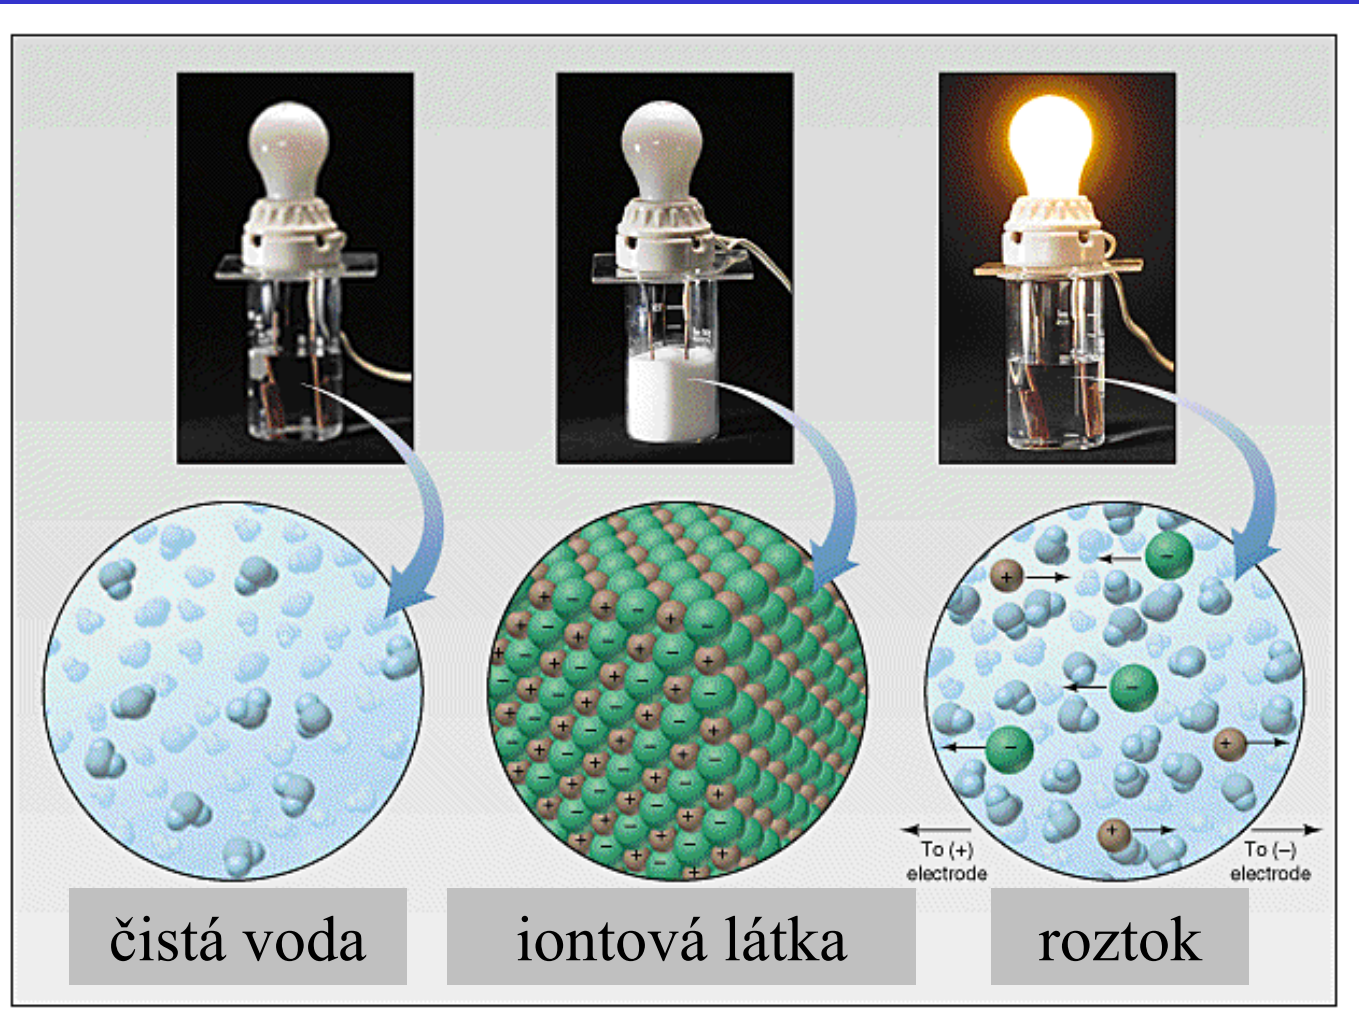 To (+)
electrode
To (–)
electrode
čistá voda
iontová látka
roztok